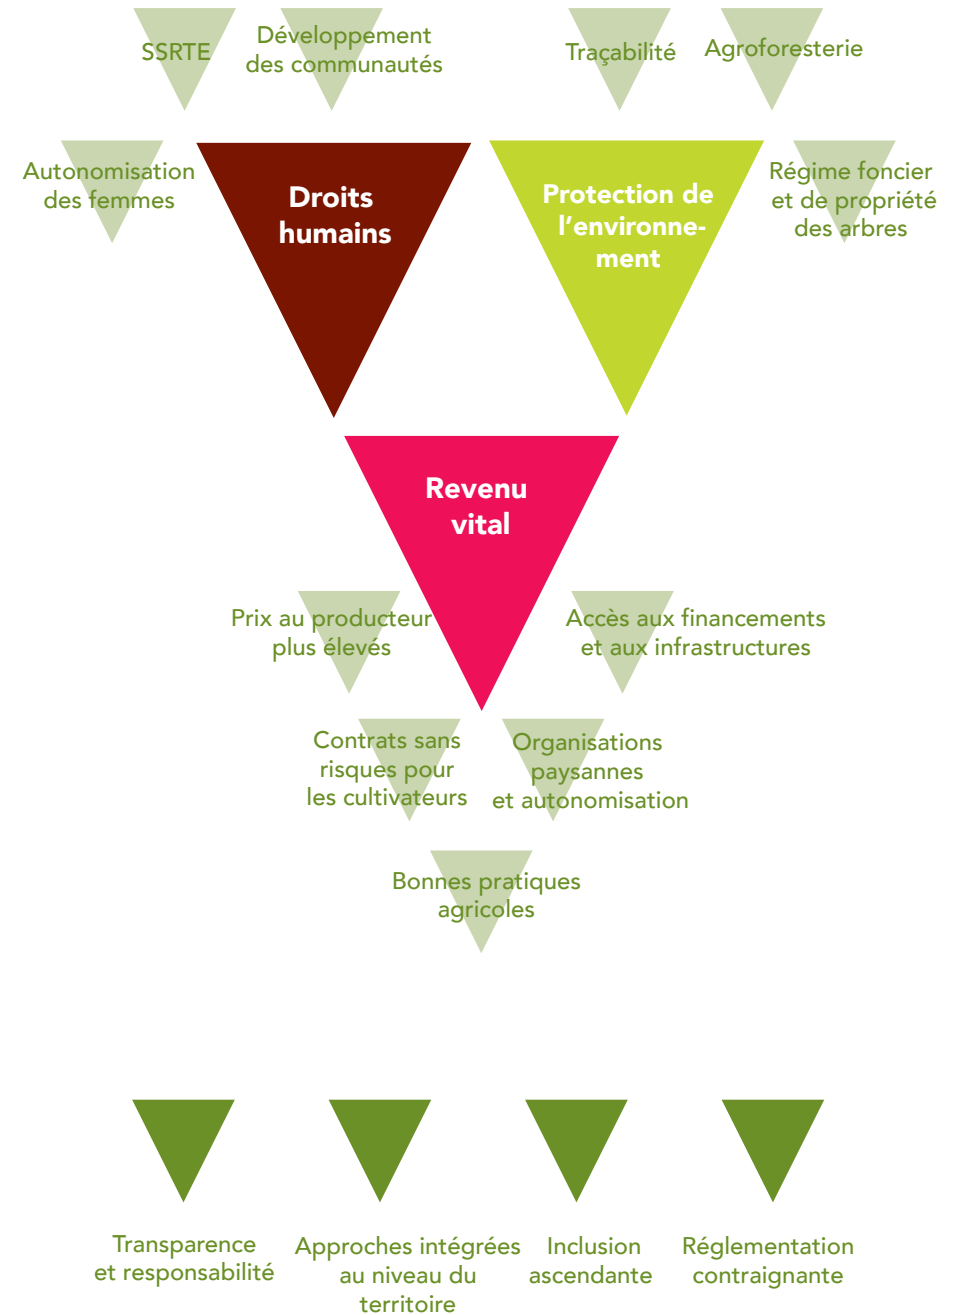 SSRTE
Développement
des communautés
Traçabilité
Agroforesterie
Autonomisation
des femmes
Droits
humains
Protection de
l’environne-
ment
Régime foncier
et de propriété
des arbres
Revenu
vital
Prix au producteur
plus élevés
Accès aux financements
et aux infrastructures
Contrats sans
risques pour
les cultivateurs
Organisations
paysannes
et autonomisation
Bonnes pratiques
agricoles
Transparence
et responsabilité
Approches intégrées
au niveau du
territoire
Inclusion
ascendante
Réglementation
contraignante